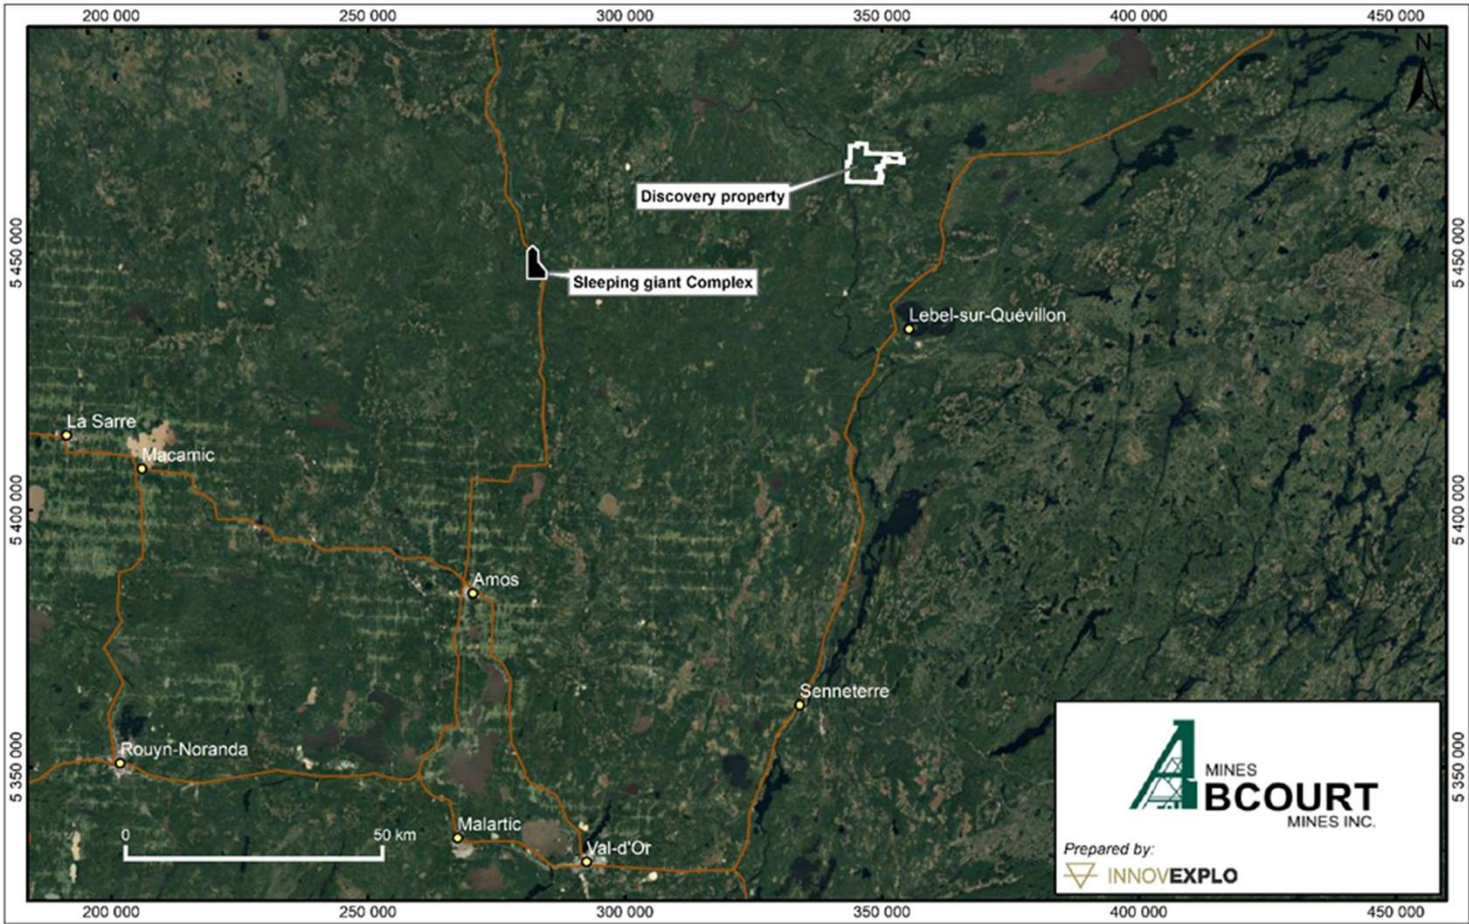 200 000 250 000 300 000 350 000 400 000 450 000
N
Discovery property
5 450 000
5 450 000
Sleeping giant Complex
Lebel-sur-Quévillon
La Sarre
Macamic
5 400 000
5 400 000
Amos
Senneterre
Rouyn-Noranda
5 350 000
5 350 000
0 50 km
Malartic
Val-d'Or
MINES
ABCOURT
MINES INC.
Prepared by:
INNOVEXPLO
200 000 250 000 300 000 350 000 400 000 450 000